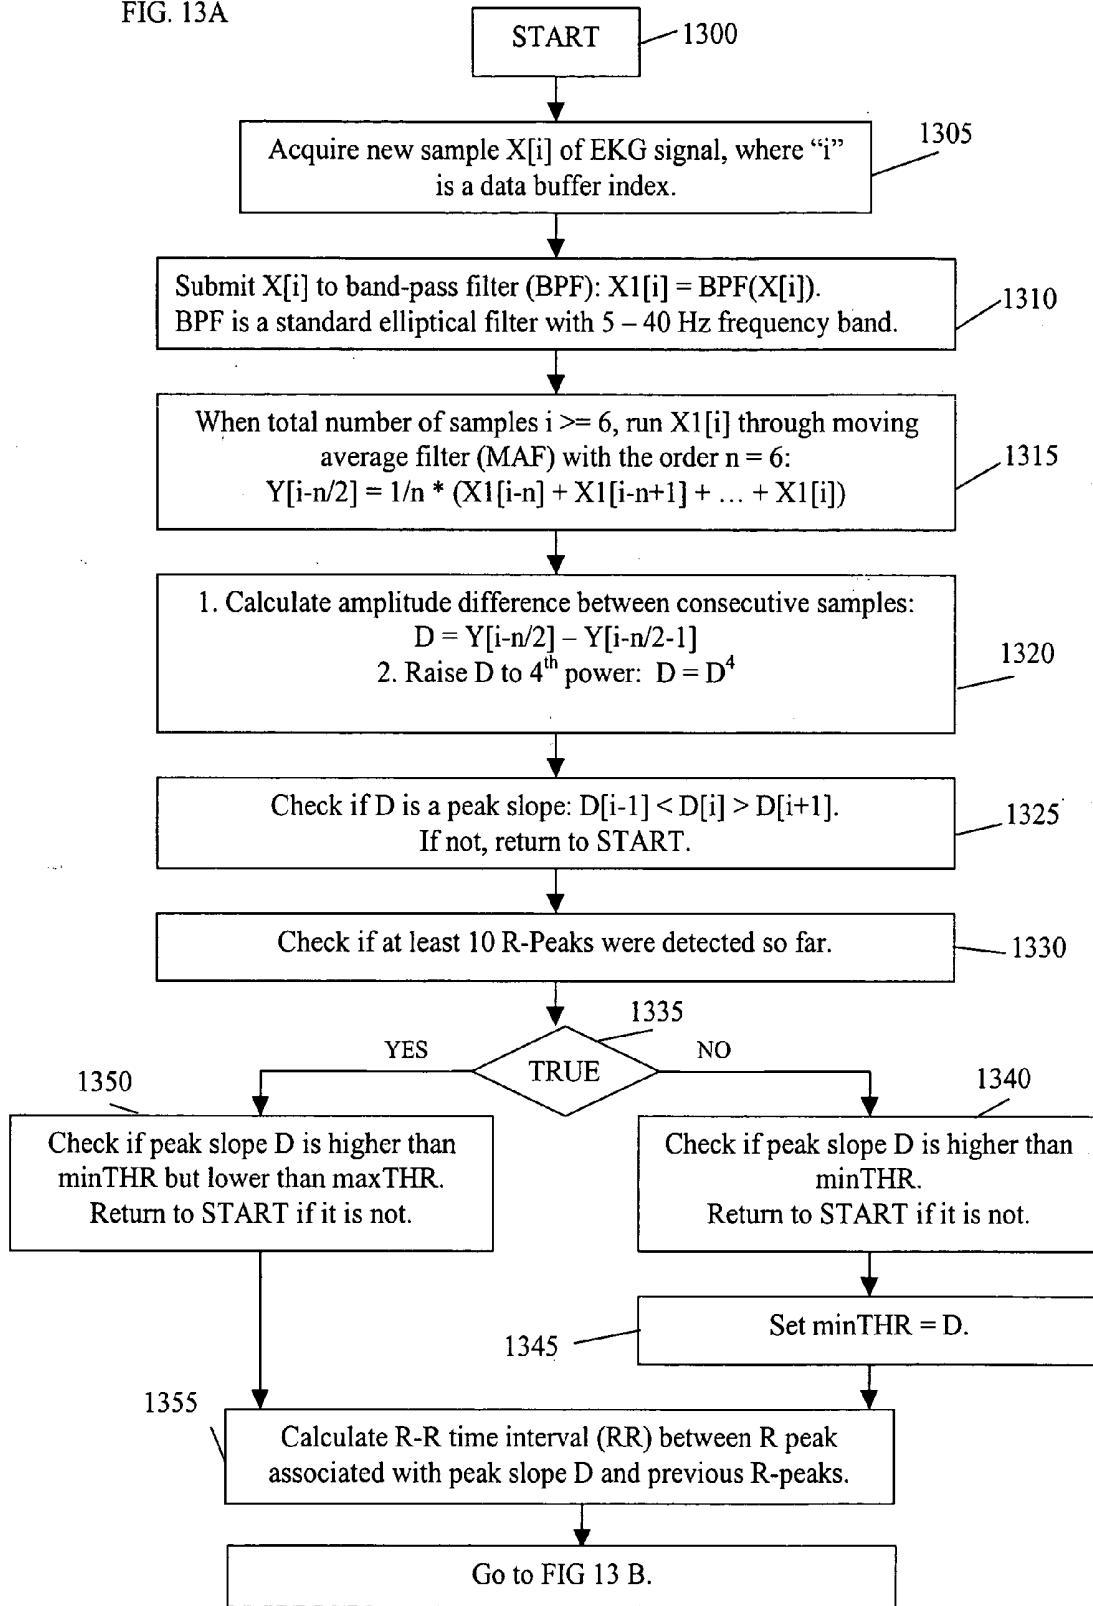 FIG. 13A
START
1300
Acquire new sample X[i] of EKG signal, where “i”
is a data buffer index.
1305
Submit X[i] to band-pass filter (BPF): X1[i] = BPF(X[i]).
BPF is a standard elliptical filter with 5 – 40 Hz frequency band.
1310
When total number of samples i >= 6, run X1[i] through moving
average filter (MAF) with the order n = 6:
Y[i-n/2] = 1/n * (X1[i-n] + X1[i-n+1] + … + X1[i])
1315
1. Calculate amplitude difference between consecutive samples:
D = Y[i-n/2] – Y[i-n/2-1]
2. Raise D to 4th power: D = D⁴
1320
Check if D is a peak slope: D[i-1] < D[i] > D[i+1].
If not, return to START.
1325
Check if at least 10 R-Peaks were detected so far.
1330
1335
YES
TRUE
NO
1350
Check if peak slope D is higher than
minTHR but lower than maxTHR.
Return to START if it is not.
1340
Check if peak slope D is higher than
minTHR.
Return to START if it is not.
Set minTHR = D.
1345
1355
Calculate R-R time interval (RR) between R peak
associated with peak slope D and previous R-peaks.
Go to FIG 13 B.